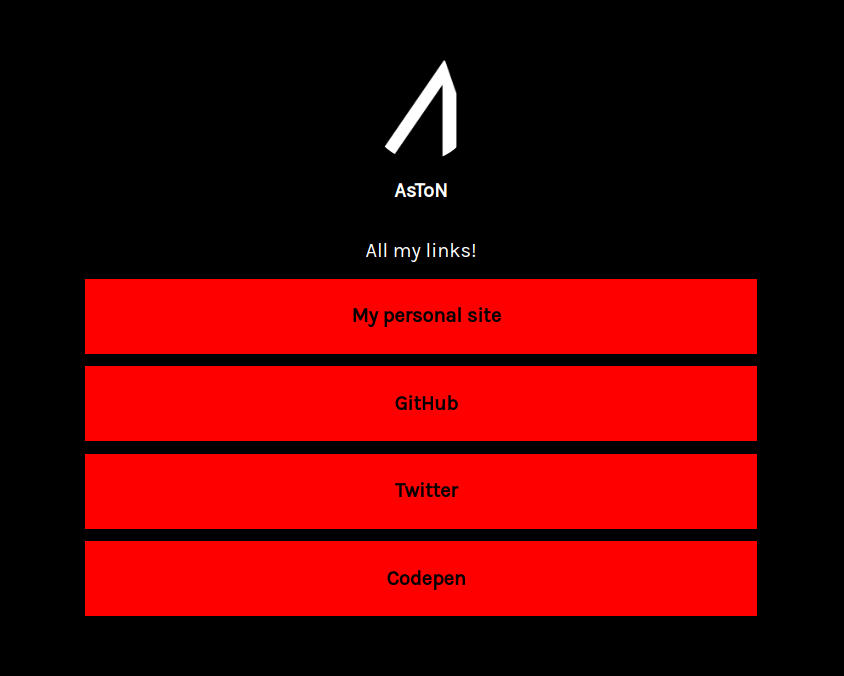 AsToN
All my links!
My personal site
GitHub
Twitter
Codepen